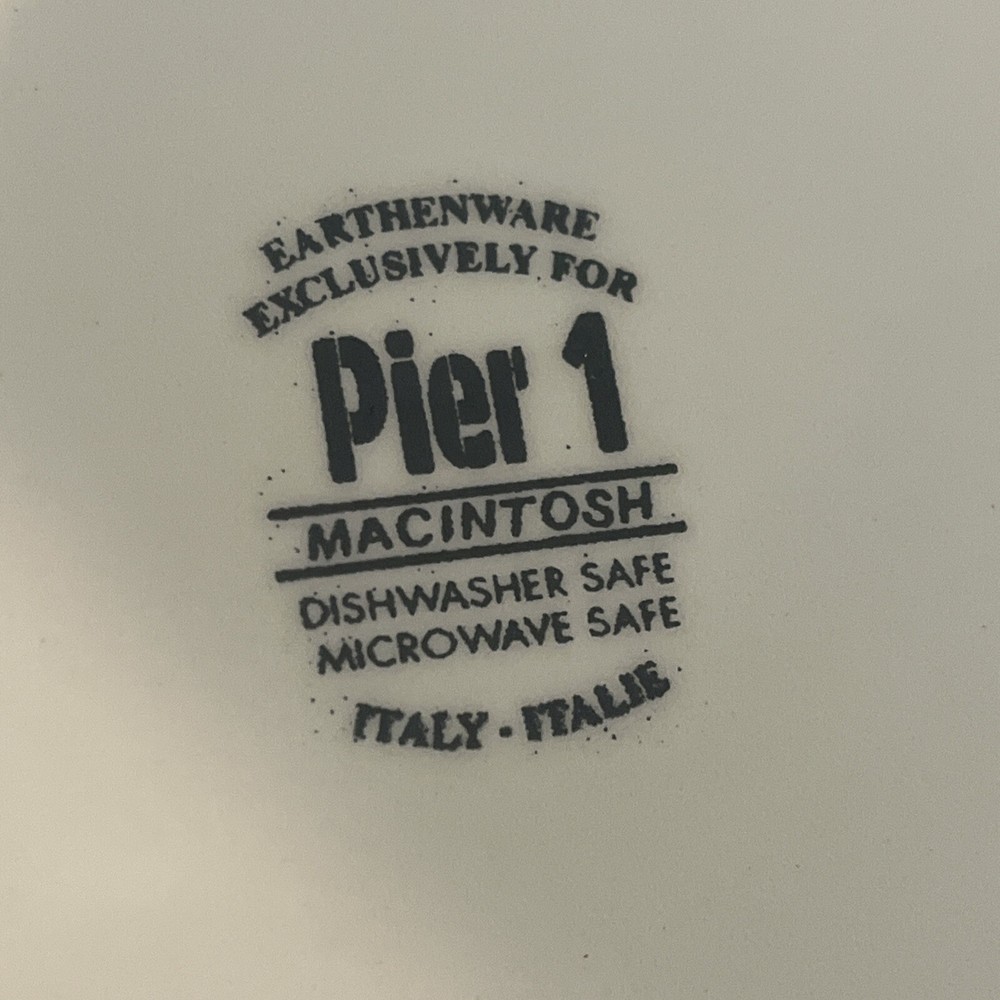 EARTHENWARE
EXCLUSIVELY FOR
Pier 1
MACINTOSH
DISHWASHER SAFE
MICROWAVE SAFE
ITALY - ITALIE